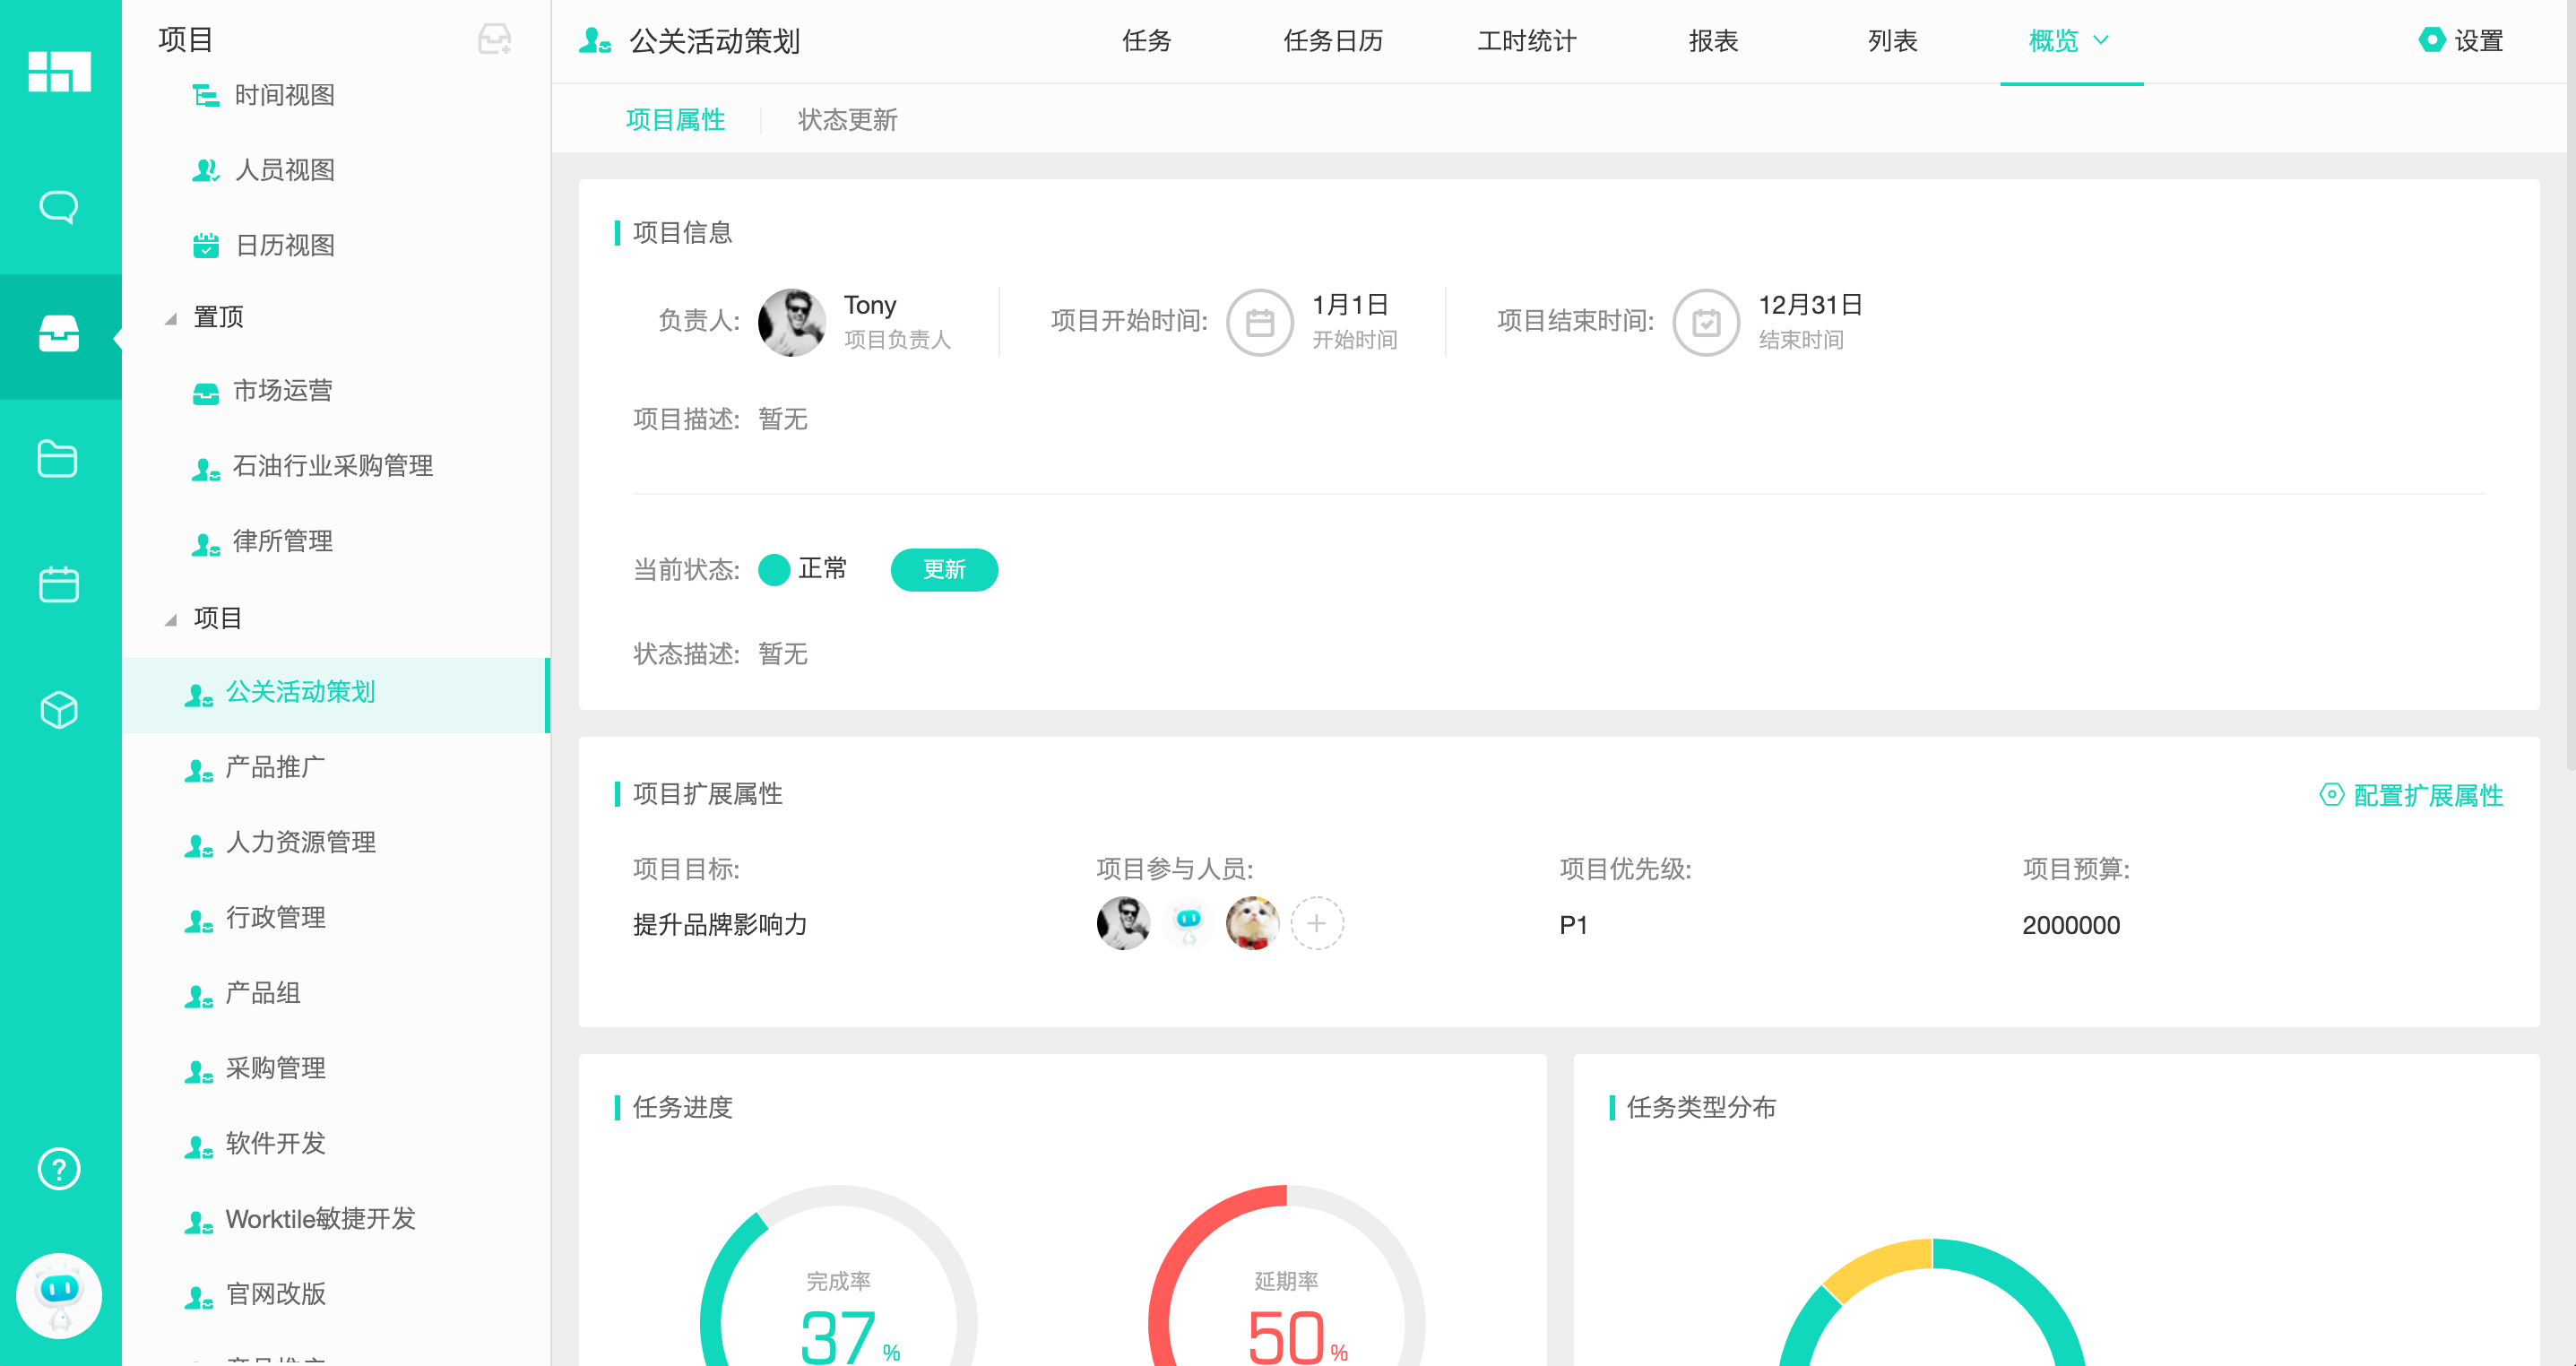 项目
时间视图
人员视图
日历视图
置顶
市场运营
石油行业采购管理
律所管理
项目
公关活动策划
产品推广
人力资源管理
行政管理
产品组
采购管理
软件开发
Worktile敏捷开发
官网改版
公关活动策划
任务
任务日历
工时统计
报表
列表
概览
设置
项目属性
状态更新
项目信息
负责人:
Tony
项目负责人
项目开始时间:
1月1日
开始时间
项目结束时间:
12月31日
结束时间
项目描述: 暂无
当前状态: 正常 更新
状态描述: 暂无
项目扩展属性
配置扩展属性
项目目标:
提升品牌影响力
项目参与人员:
项目优先级:
P1
项目预算:
2000000
任务进度
完成率
37 %
延期率
50 %
任务类型分布